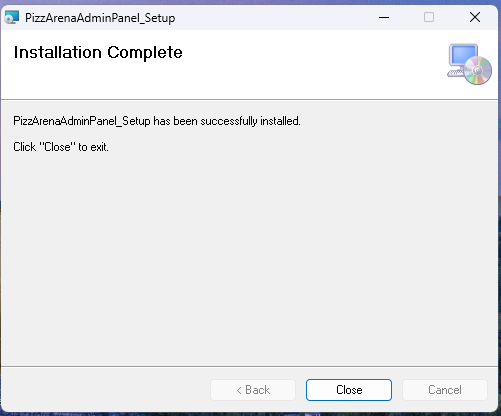 PizzArenaAdminPanel_Setup
Installation Complete
PizzArenaAdminPanel_Setup has been successfully installed.
Click "Close" to exit.
< Back
Close
Cancel